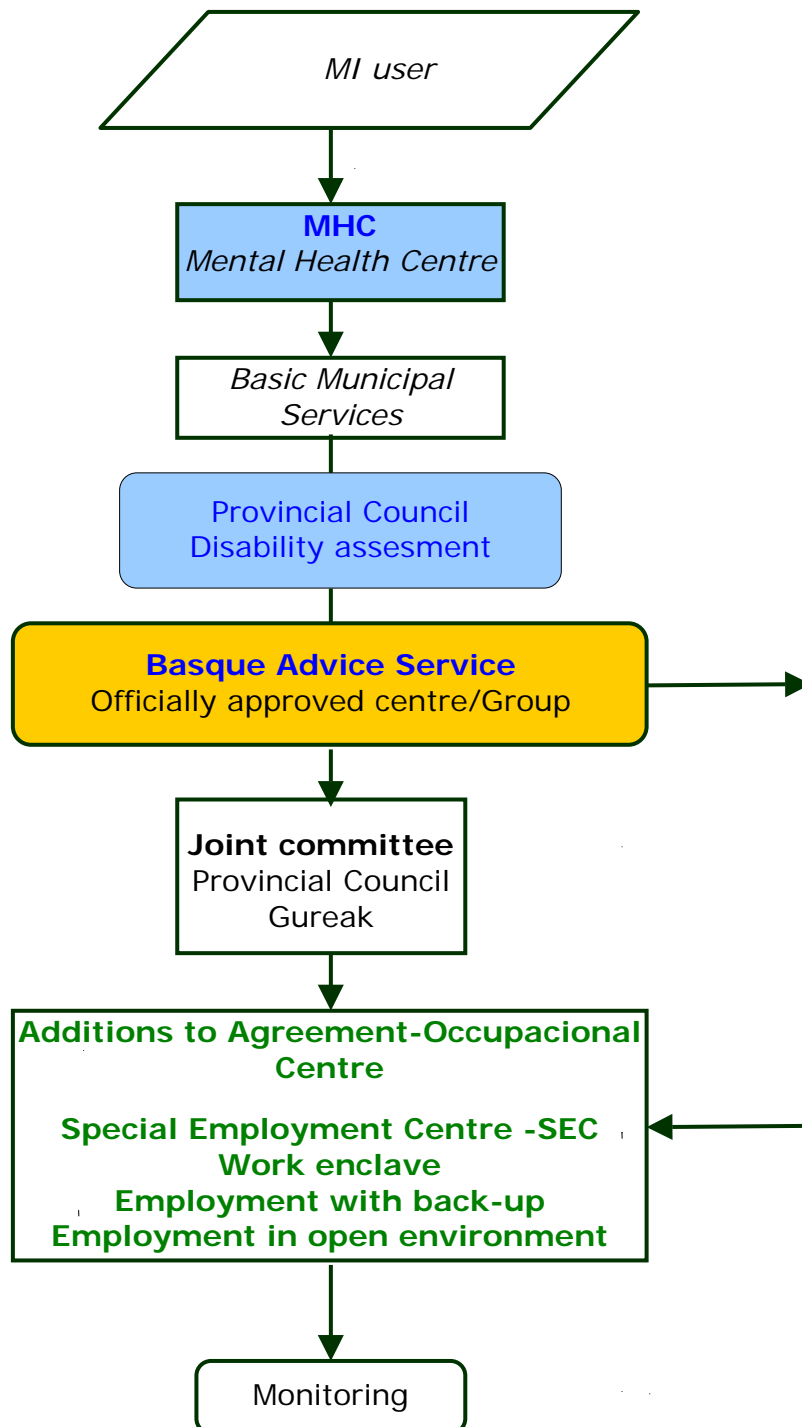 MI user
MHC
Mental Health Centre
Basic Municipal
Services
Provincial Council
Disability assesment
Basque Advice Service
Officially approved centre/Group
Joint committee
Provincial Council
Gureak
Additions to Agreement-Occupacional
Centre
Special Employment Centre -SEC
Work enclave
Employment with back-up
Employment in open environment
Monitoring